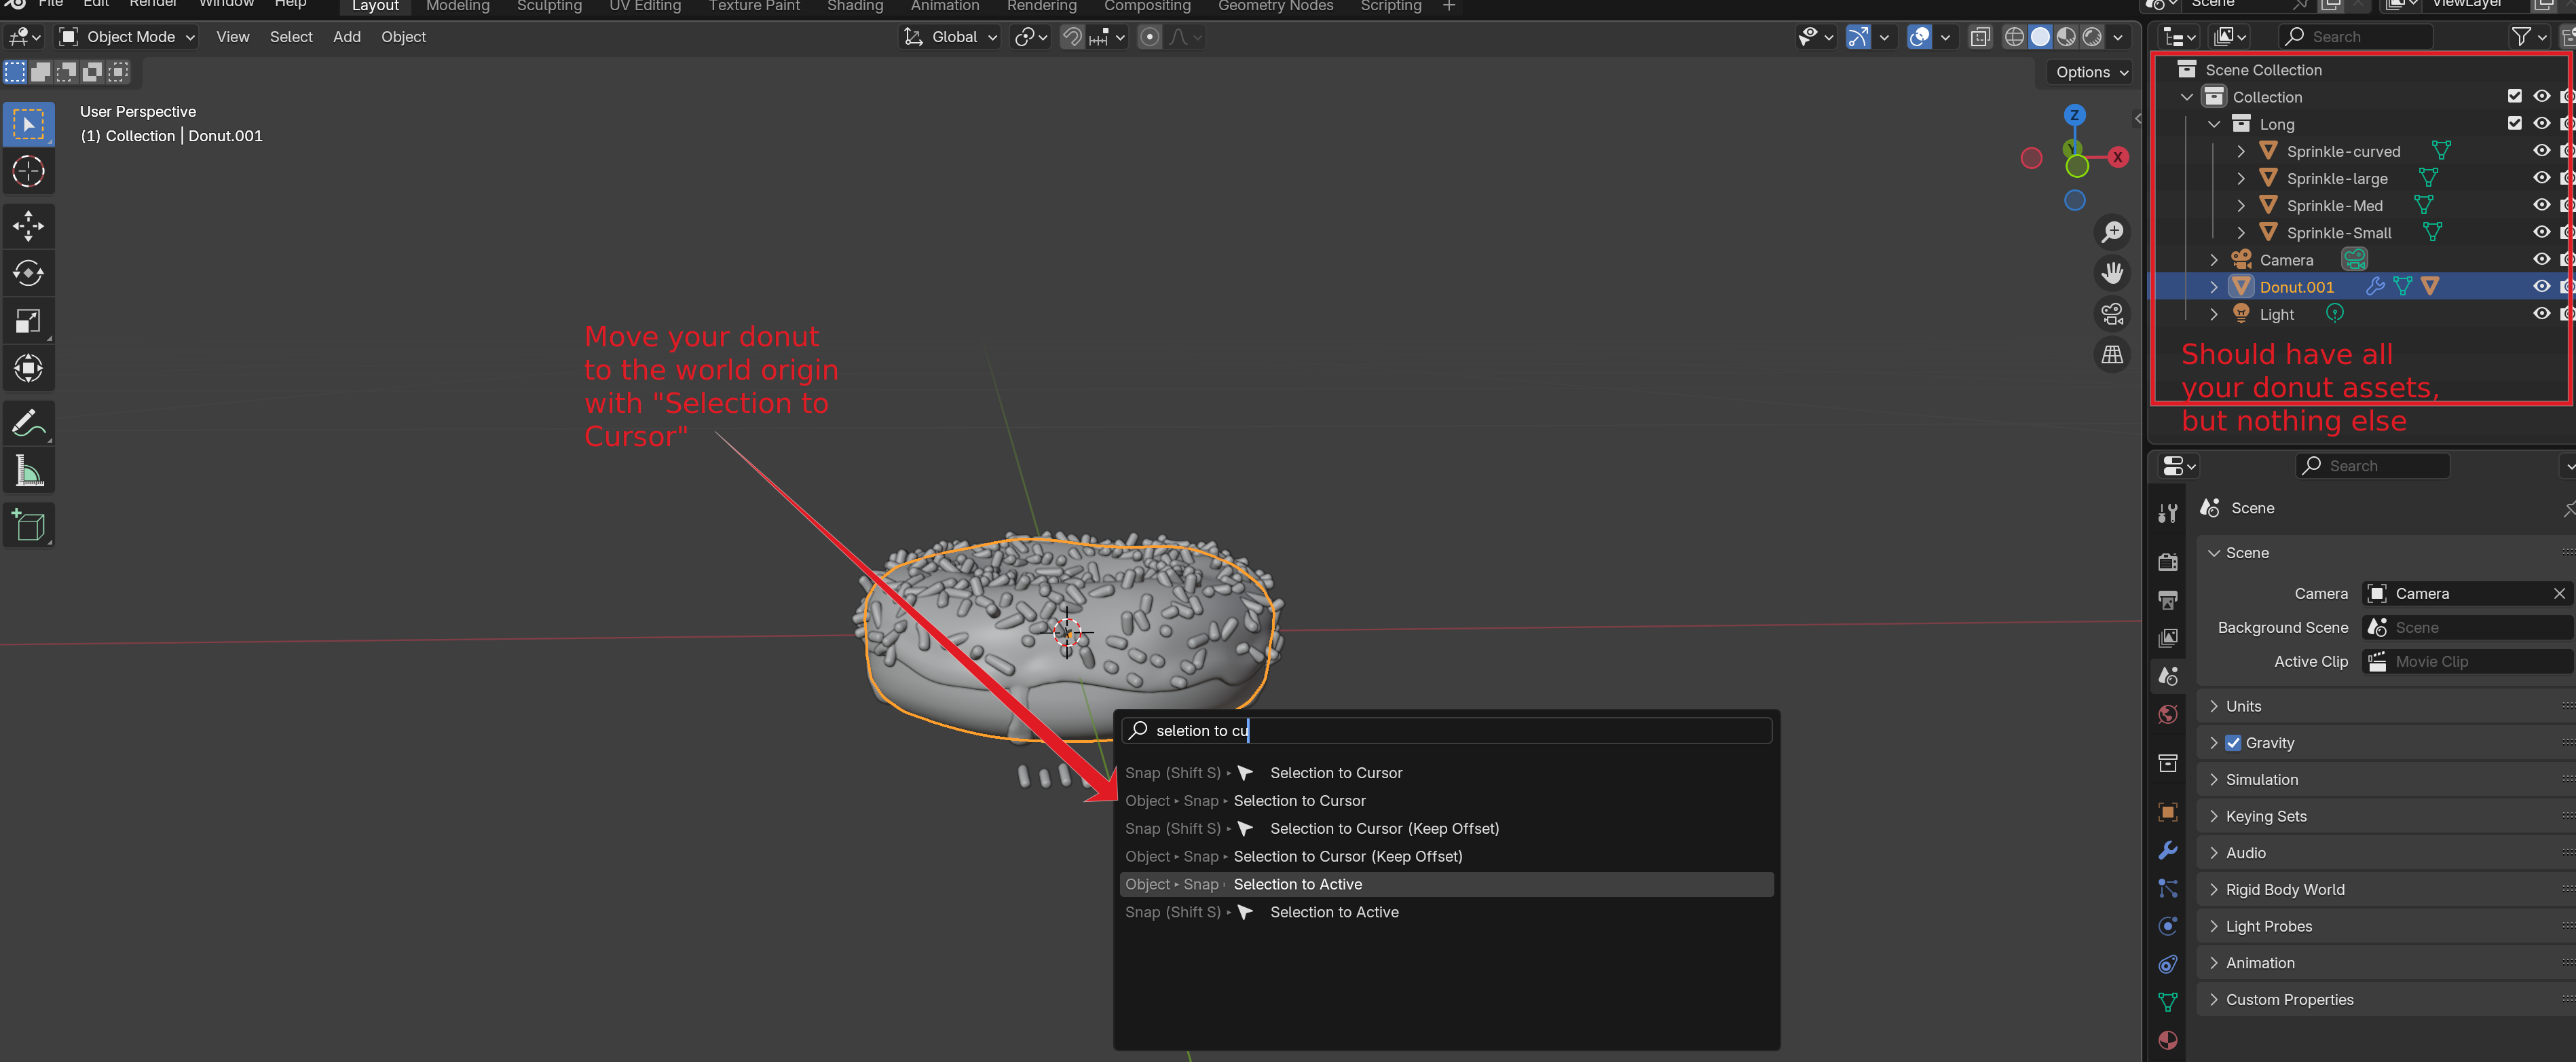 File Edit Render Window Help Layout Modeling Sculpting UV Editing Texture Paint Shading Animation Rendering Compositing Geometry Nodes Scripting + Scene ViewLayer
Object Mode View Select Add Object Global Search
Options
User Perspective
(1) Collection | Donut.001
Z
Y
X
Scene Collection
Collection
Long
Sprinkle-curved
Sprinkle-large
Sprinkle-Med
Sprinkle-Small
Camera
Donut.001
Light
Should have all
your donut assets,
but nothing else
Move your donut
to the world origin
with "Selection to
Cursor"
seletion to cu
Snap (Shift S) ▸ Selection to Cursor
Object ▸ Snap ▸ Selection to Cursor
Snap (Shift S) ▸ Selection to Cursor (Keep Offset)
Object ▸ Snap ▸ Selection to Cursor (Keep Offset)
Object ▸ Snap ▸ Selection to Active
Snap (Shift S) ▸ Selection to Active
Search
Scene
Scene
Camera Camera
Background Scene Scene
Active Clip Movie Clip
Units
Gravity
Simulation
Keying Sets
Audio
Rigid Body World
Light Probes
Animation
Custom Properties